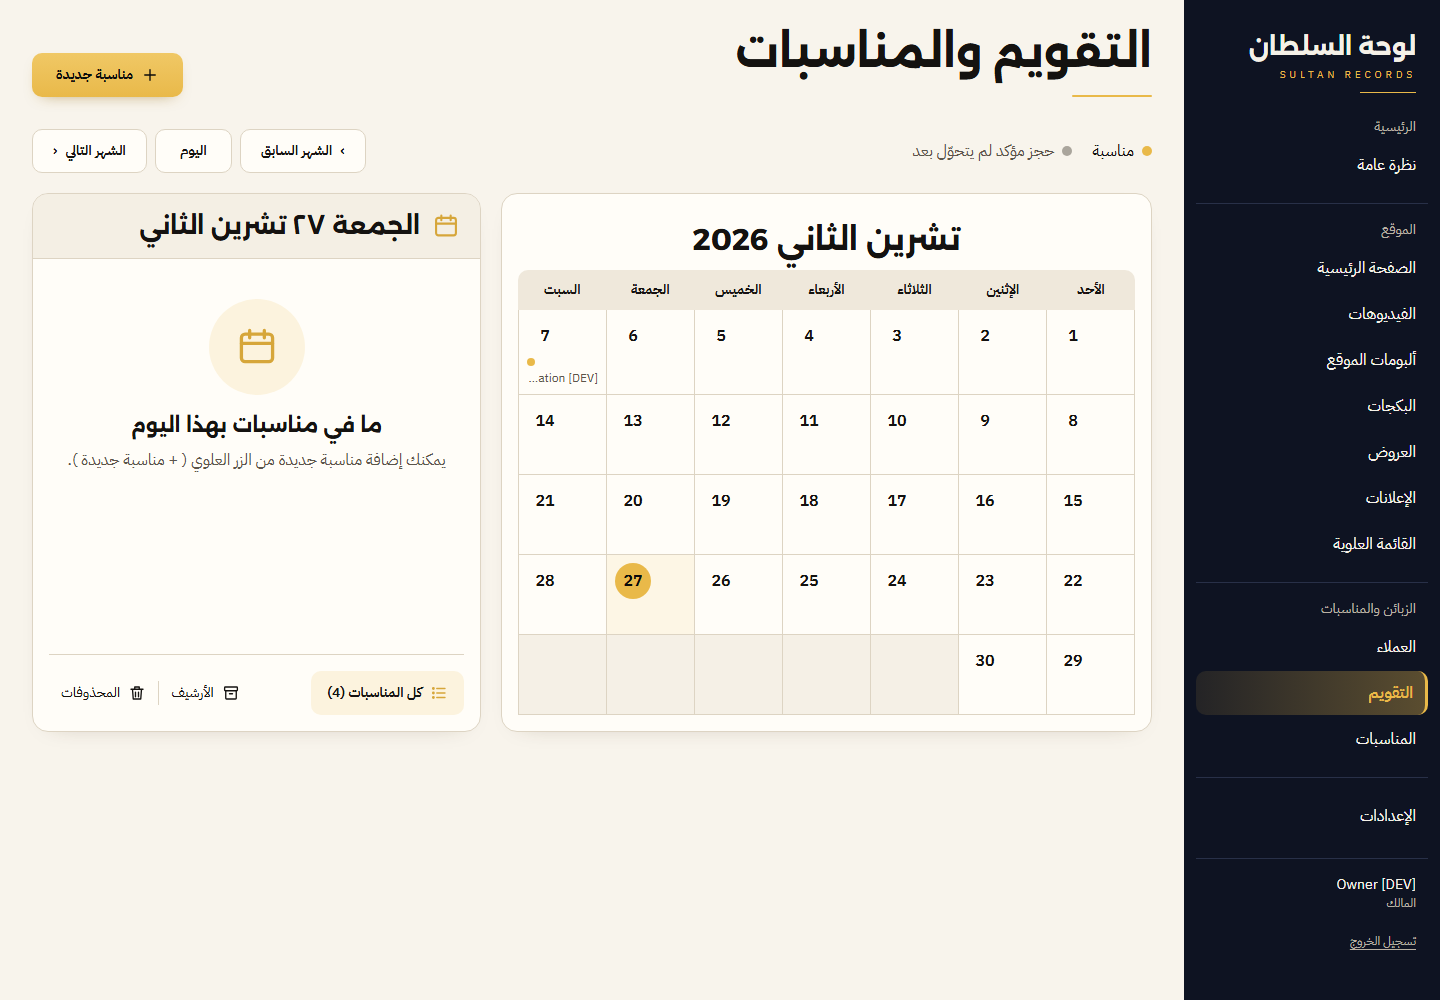 لوحة السلطان
SULTAN RECORDS
الرئيسية
نظرة عامة
الموقع
الصفحة الرئيسية
الفيديوهات
ألبومات الموقع
البكجات
العروض
الإعلانات
القائمة العلوية
الزبائن والمناسبات
العملاء
التقويم
المناسبات
الإعدادات
Owner [DEV]
المالك
تسجيل الخروج
التقويم والمناسبات
+ مناسبة جديدة
مناسبة
حجز مؤكد لم يتحوّل بعد
› الشهر السابق
اليوم
الشهر التالي ‹
تشرين الثاني 2026
الأحد الإثنين الثلاثاء الأربعاء الخميس الجمعة السبت
1 2 3 4 5 6 7
...ation [DEV]
8 9 10 11 12 13 14
15 16 17 18 19 20 21
22 23 24 25 26 27 28
29 30
الجمعة ٢٧ تشرين الثاني
ما في مناسبات بهذا اليوم
يمكنك إضافة مناسبة جديدة من الزر العلوي ( + مناسبة جديدة ).
كل المناسبات (4)
الأرشيف
المحذوفات